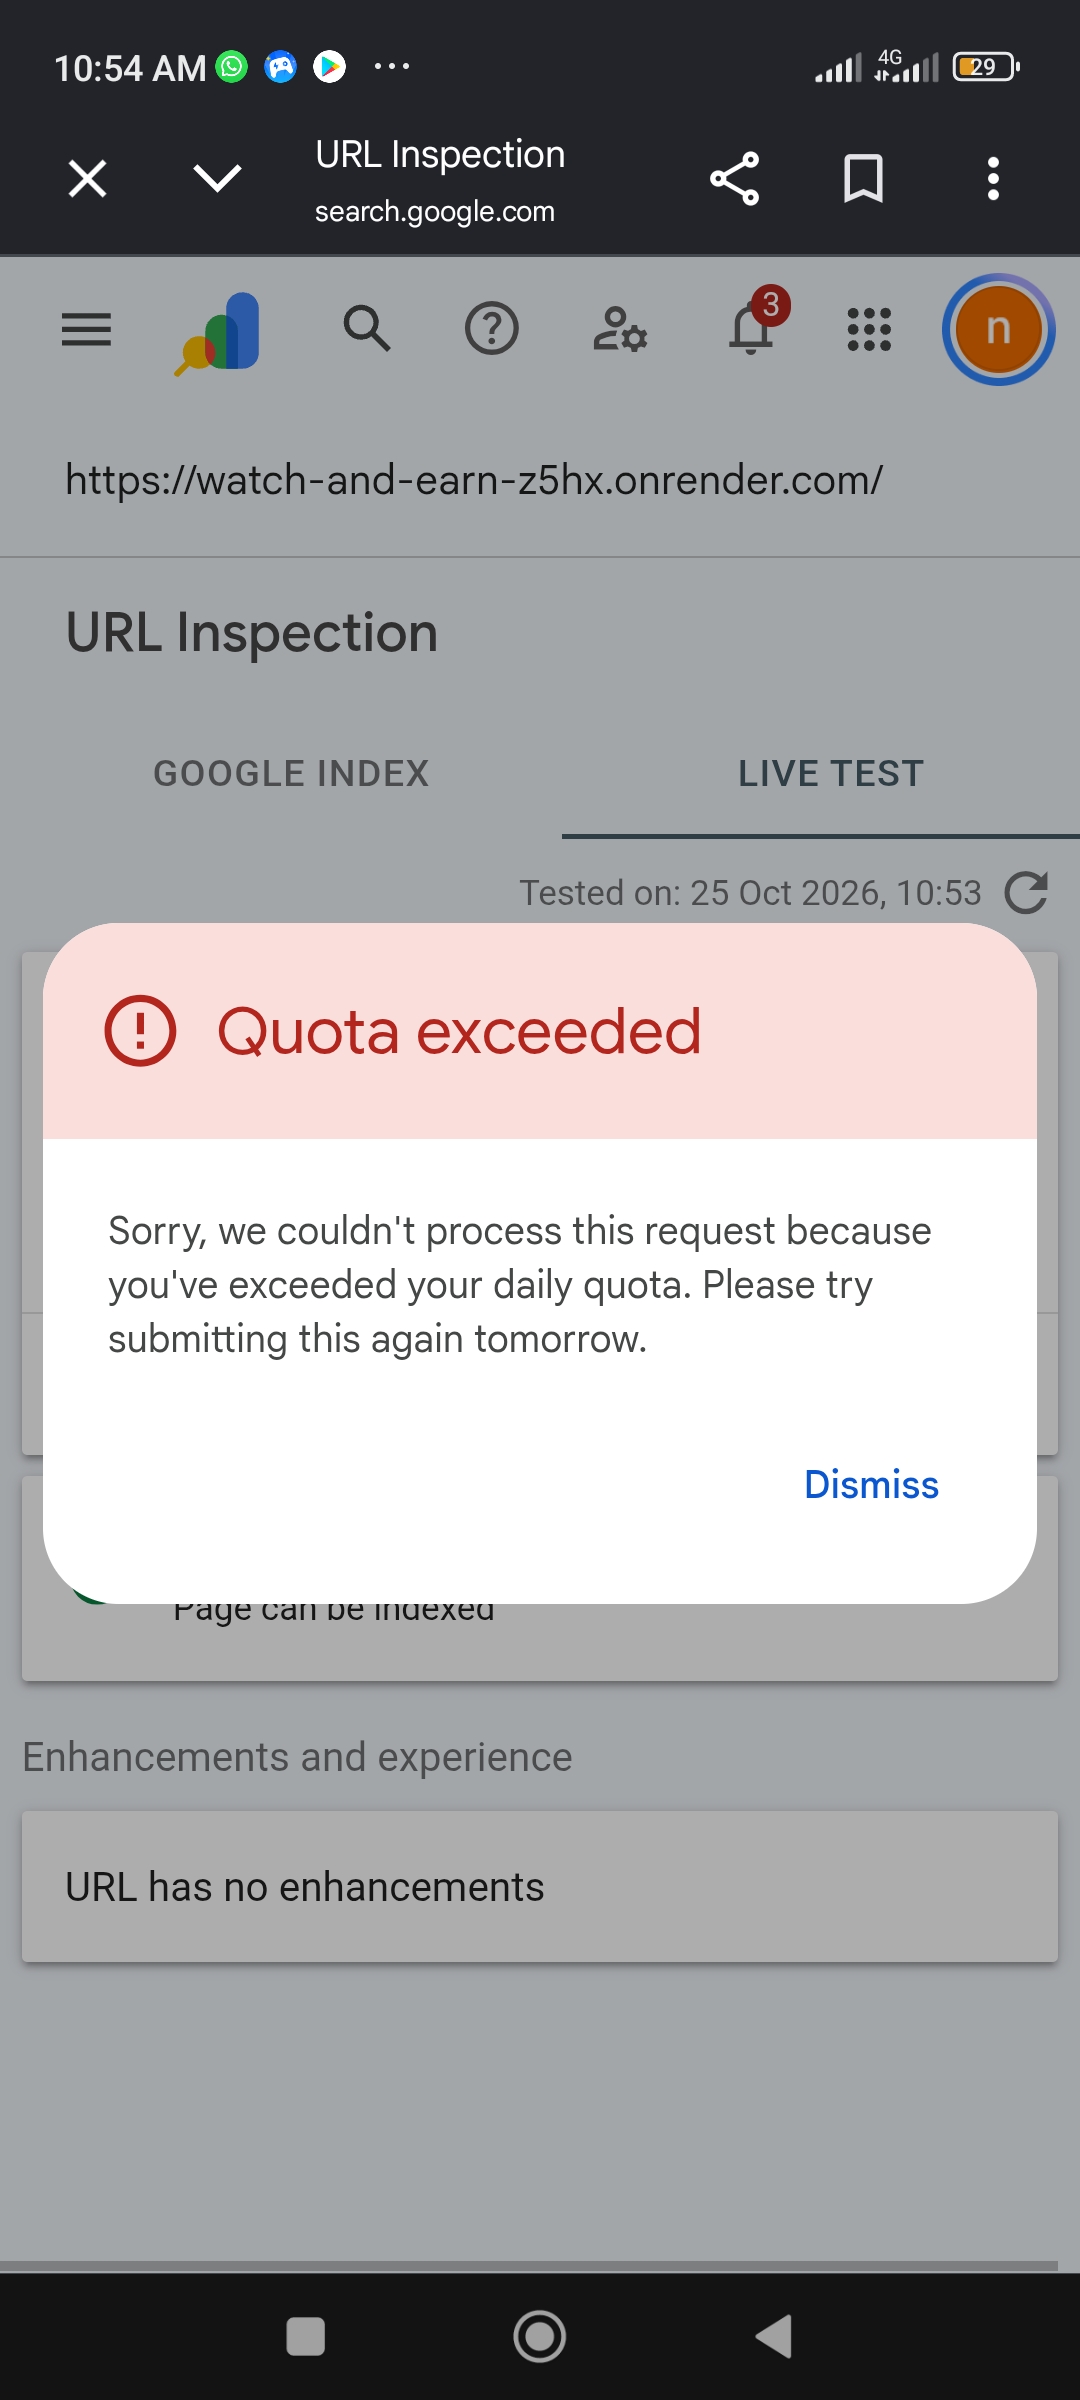 10:54 AM
4G
29
URL Inspection
search.google.com
3
n
https://watch-and-earn-z5hx.onrender.com/
URL Inspection
GOOGLE INDEX
LIVE TEST
Tested on: 25 Oct 2026, 10:53
Quota exceeded
Sorry, we couldn't process this request because
you've exceeded your daily quota. Please try
submitting this again tomorrow.
Dismiss
Page can be indexed
Enhancements and experience
URL has no enhancements